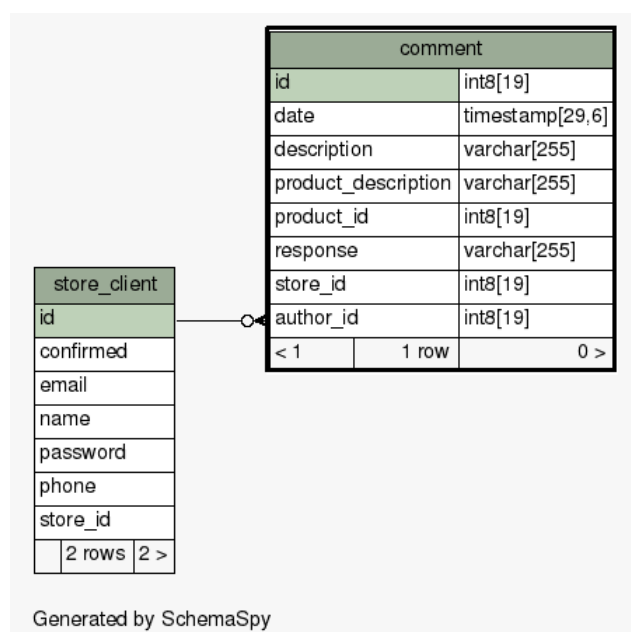 comment
id int8[19]
date timestamp[29,6]
description varchar[255]
product_description varchar[255]
product_id int8[19]
response varchar[255]
store_id int8[19]
author_id int8[19]
< 1 1 row 0 >
store_client
id
confirmed
email
name
password
phone
store_id
2 rows 2 >
Generated by SchemaSpy